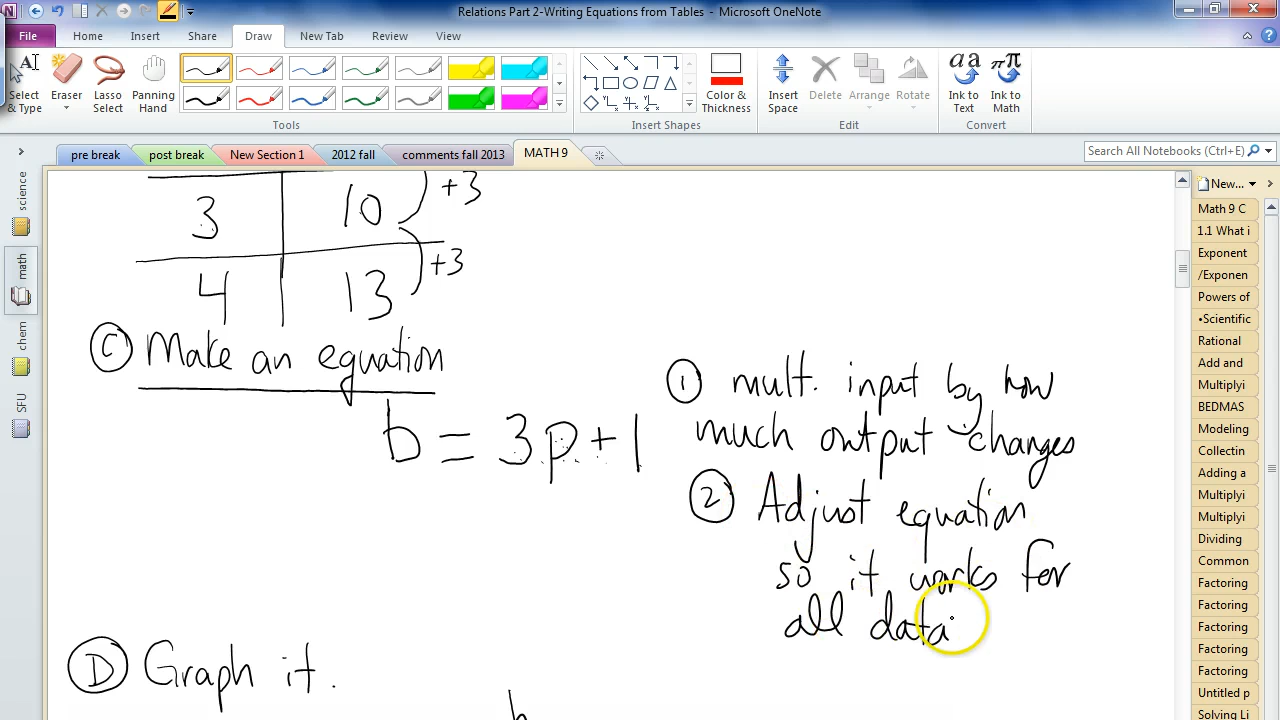 Relations Part 2-Writing Equations from Tables - Microsoft OneNote
File Home Insert Share Draw New Tab Review View
Select & Type
Eraser
Lasso Select
Panning Hand
Color & Thickness
Insert Space
Delete
Arrange
Rotate
Ink to Text
Ink to Math
Tools
Insert Shapes
Edit
Convert
pre break
post break
New Section 1
2012 fall
comments fall 2013
MATH 9
Search All Notebooks (Ctrl+E)
science
math
chem
SFU
+3
3 10
+3
4 13
C Make an equation
b = 3p + 1
1 mult. input by how
much output changes
2 Adjust equation
so it works for
all data
D Graph it.
b
New...
Math 9 C
1.1 What i
Exponent
/Exponen
Powers of
•Scientific
Rational
Add and
Multiplyi
BEDMAS
Modeling
Collectin
Adding a
Multiplyi
Multiplyi
Dividing
Common
Factoring
Factoring
Factoring
Factoring
Factoring
Untitled p
Solving Li